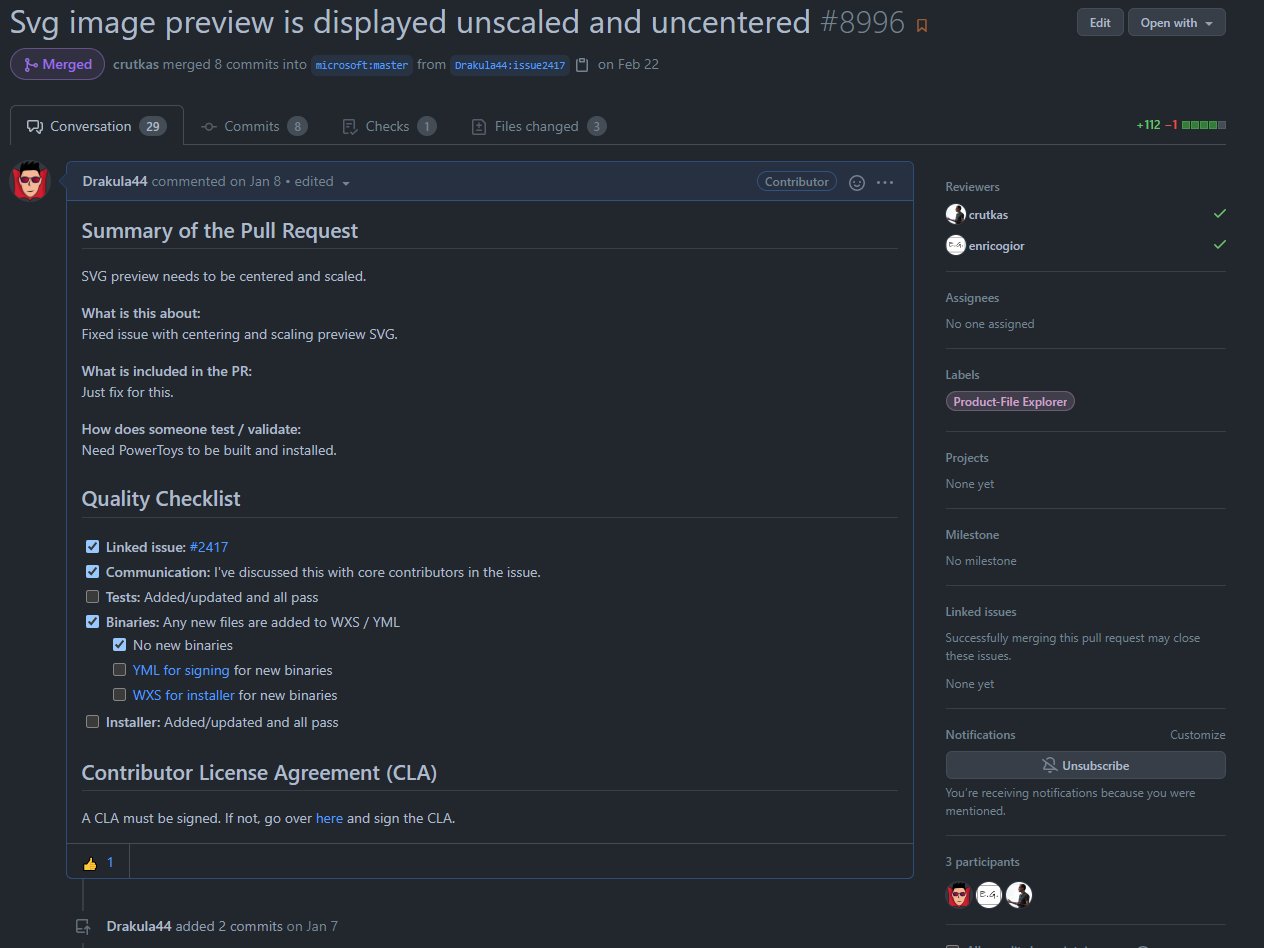 Svg image preview is displayed unscaled and uncentered #8996
Edit
Open with
Merged
crutkas merged 8 commits into microsoft:master from Drakula44:issue2417 on Feb 22
Conversation 29
Commits 8
Checks 1
Files changed 3
+112 −1
Drakula44 commented on Jan 8 • edited
Contributor
Summary of the Pull Request
SVG preview needs to be centered and scaled.
What is this about:
Fixed issue with centering and scaling preview SVG.
What is included in the PR:
Just fix for this.
How does someone test / validate:
Need PowerToys to be built and installed.
Quality Checklist
Linked issue: #2417
Communication: I've discussed this with core contributors in the issue.
Tests: Added/updated and all pass
Binaries: Any new files are added to WXS / YML
No new binaries
YML for signing for new binaries
WXS for installer for new binaries
Installer: Added/updated and all pass
Contributor License Agreement (CLA)
A CLA must be signed. If not, go over here and sign the CLA.
1
Drakula44 added 2 commits on Jan 7
Reviewers
crutkas
E.G. enricogior
Assignees
No one assigned
Labels
Product-File Explorer
Projects
None yet
Milestone
No milestone
Linked issues
Successfully merging this pull request may close
these issues.
None yet
Notifications
Customize
Unsubscribe
You're receiving notifications because you were
mentioned.
3 participants
E.G.